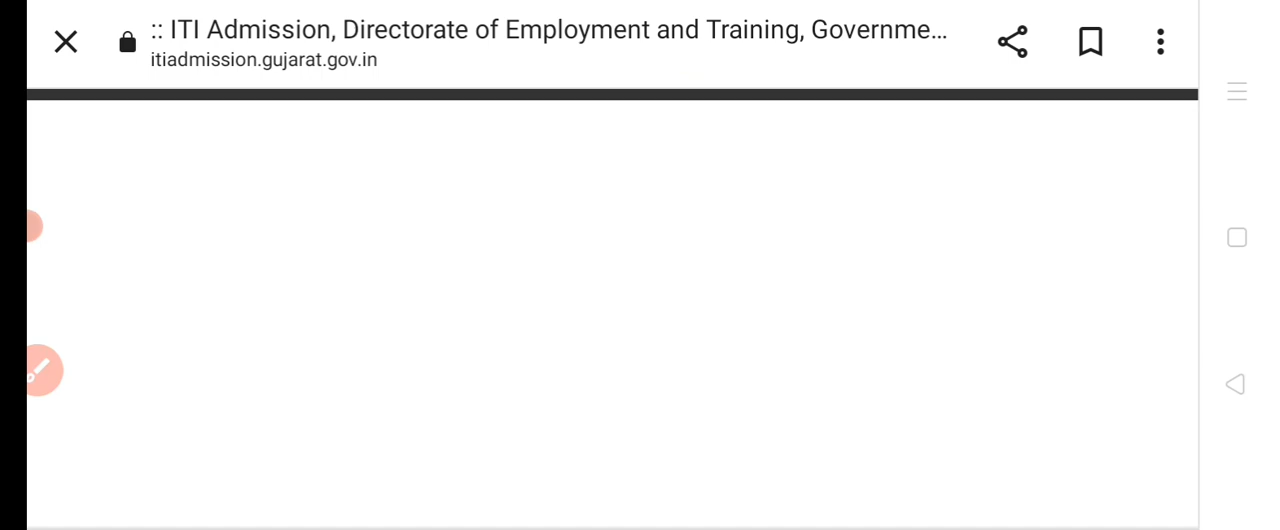 :: ITI Admission, Directorate of Employment and Training, Governme...
itiadmission.gujarat.gov.in